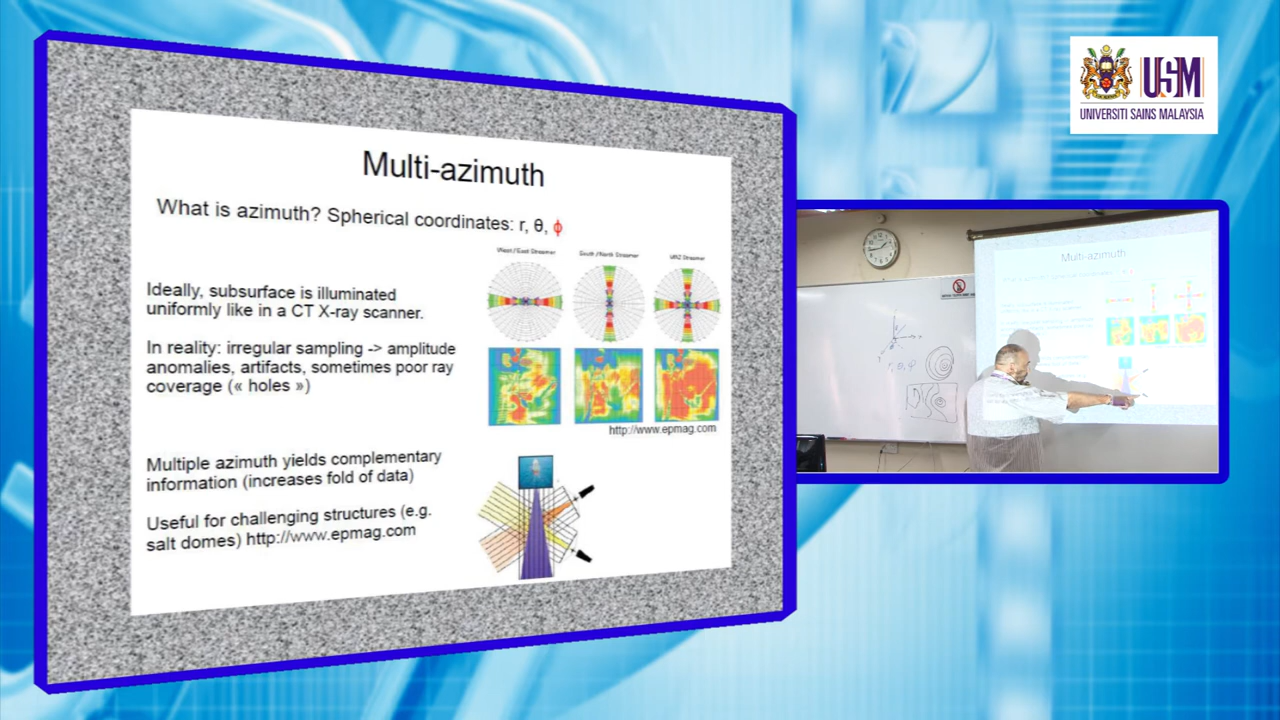 Multi-azimuth
What is azimuth? Spherical coordinates: r, θ, ϕ
West / East Streamer
South / North Streamer
MAZ Streamer
Ideally, subsurface is illuminated
uniformly like in a CT X-ray scanner.
In reality: irregular sampling -> amplitude
anomalies, artifacts, sometimes poor ray
coverage (« holes »)
http://www.epmag.com
Multiple azimuth yields complementary
information (increases fold of data)
Useful for challenging structures (e.g.
salt domes) http://www.epmag.com
USM
UNIVERSITI SAINS MALAYSIA
Multi-azimuth
r, θ, φ